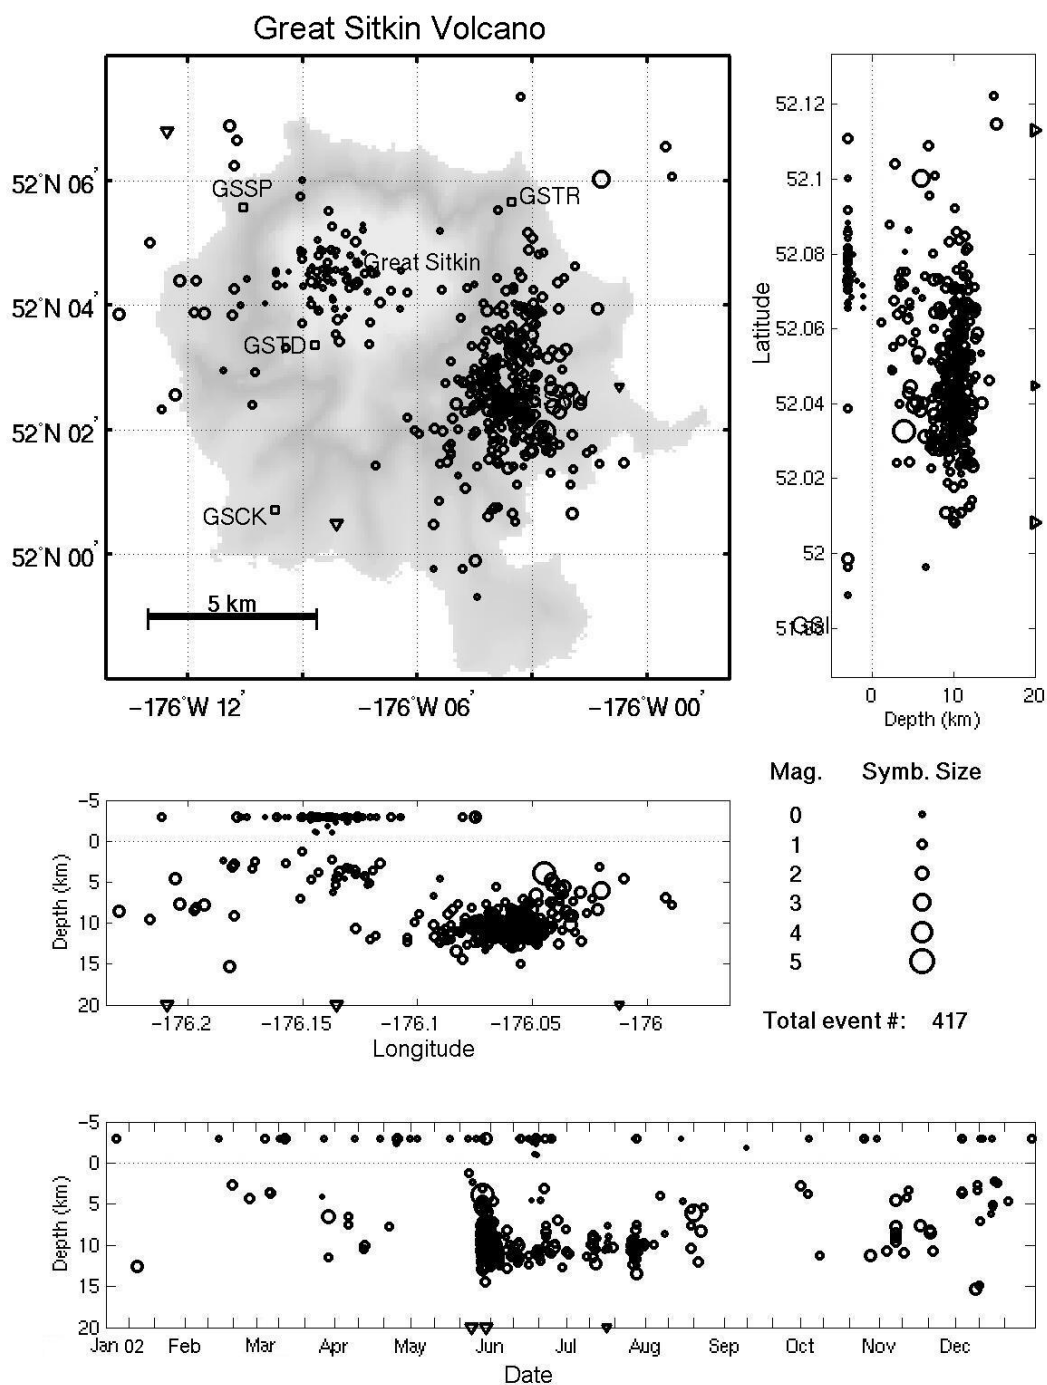 Great Sitkin Volcano
52°N 06'
52°N 04'
52°N 02'
52°N 00'
GSSP
GSTR
Great Sitkin
GSTD
GSCK
5 km
−176°W 12'
−176°W 06'
−176°W 00'
52.12
52.1
52.08
52.06
52.04
52.02
52
Latitude
0
10
20
Depth (km)
−5
0
5
10
15
20
Depth (km)
−176.2
−176.15
−176.1
−176.05
−176
Longitude
Mag. Symb. Size
0
1
2
3
4
5
Total event #: 417
−5
0
5
10
15
20
Depth (km)
Jan 02 Feb Mar Apr May Jun Jul Aug Sep Oct Nov Dec
Date